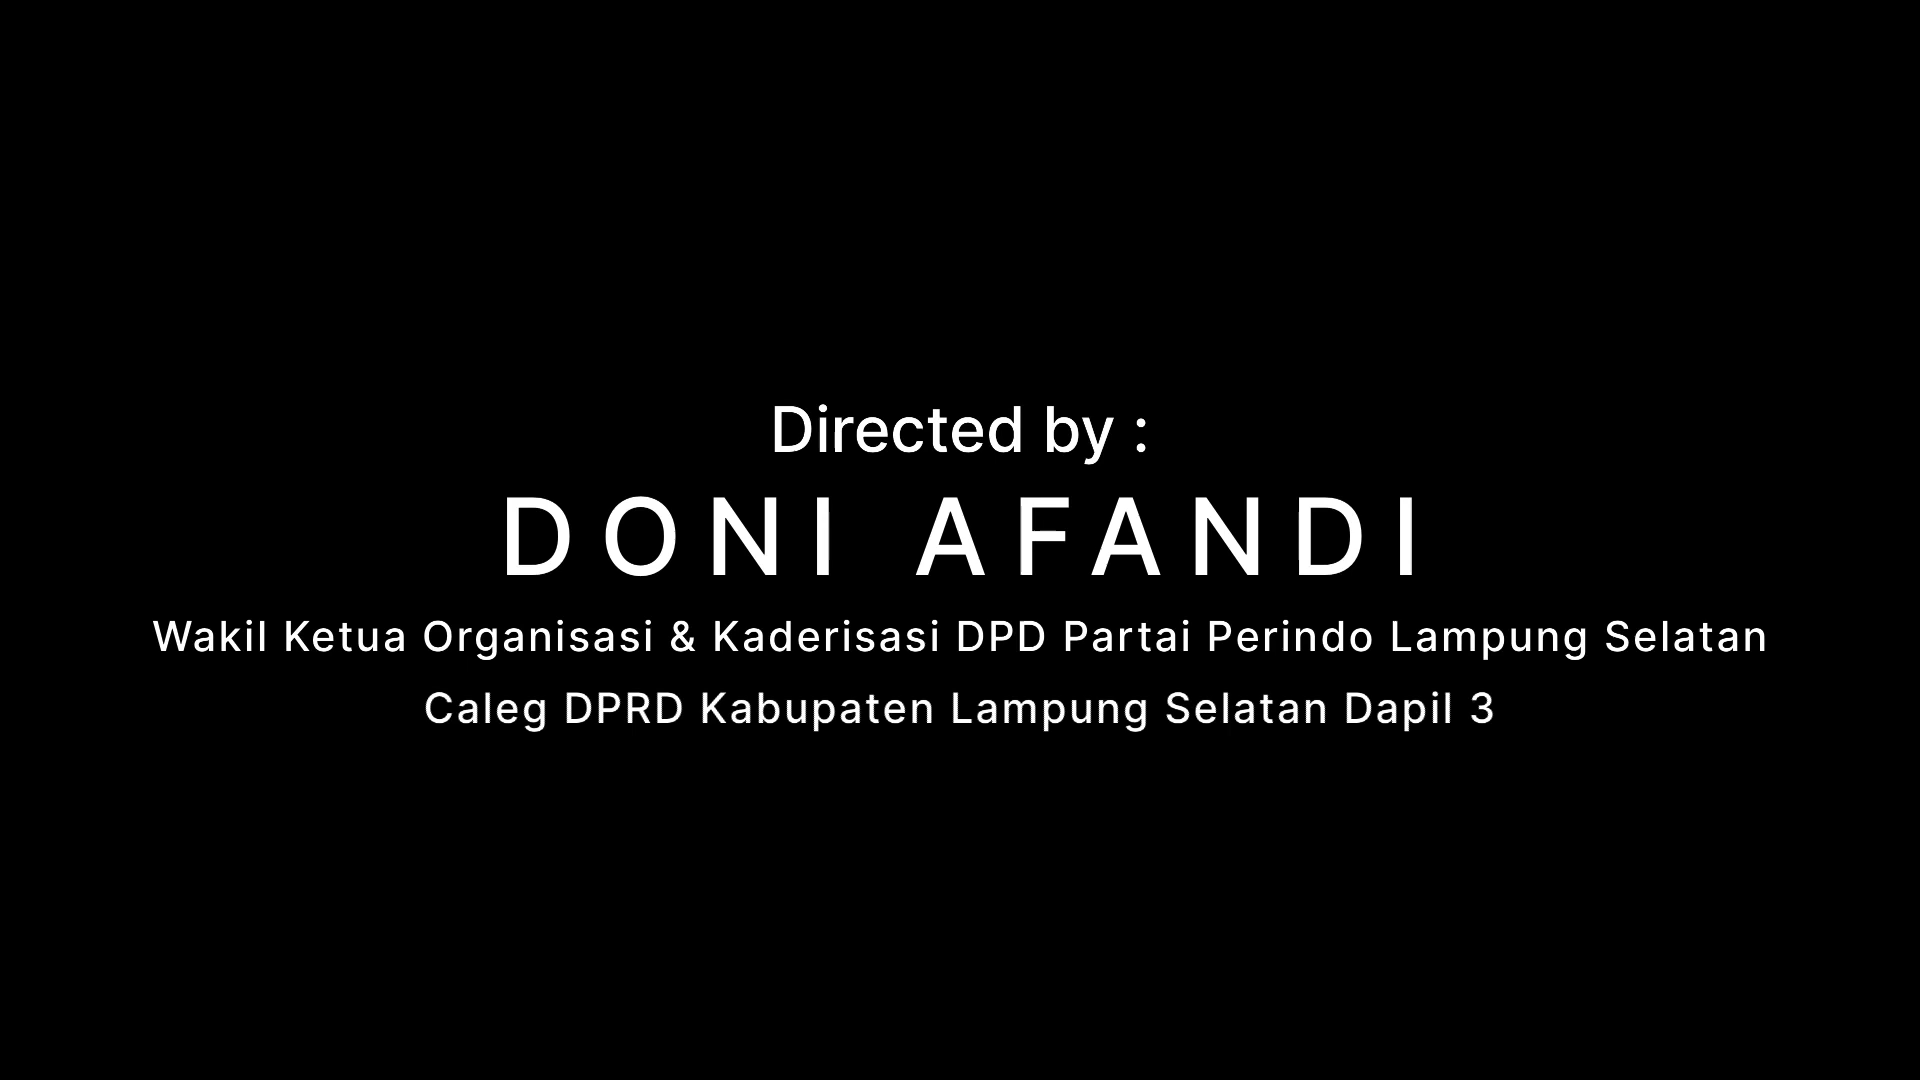 Directed by :
DONI AFANDI
Wakil Ketua Organisasi & Kaderisasi DPD Partai Perindo Lampung Selatan
Caleg DPRD Kabupaten Lampung Selatan Dapil 3